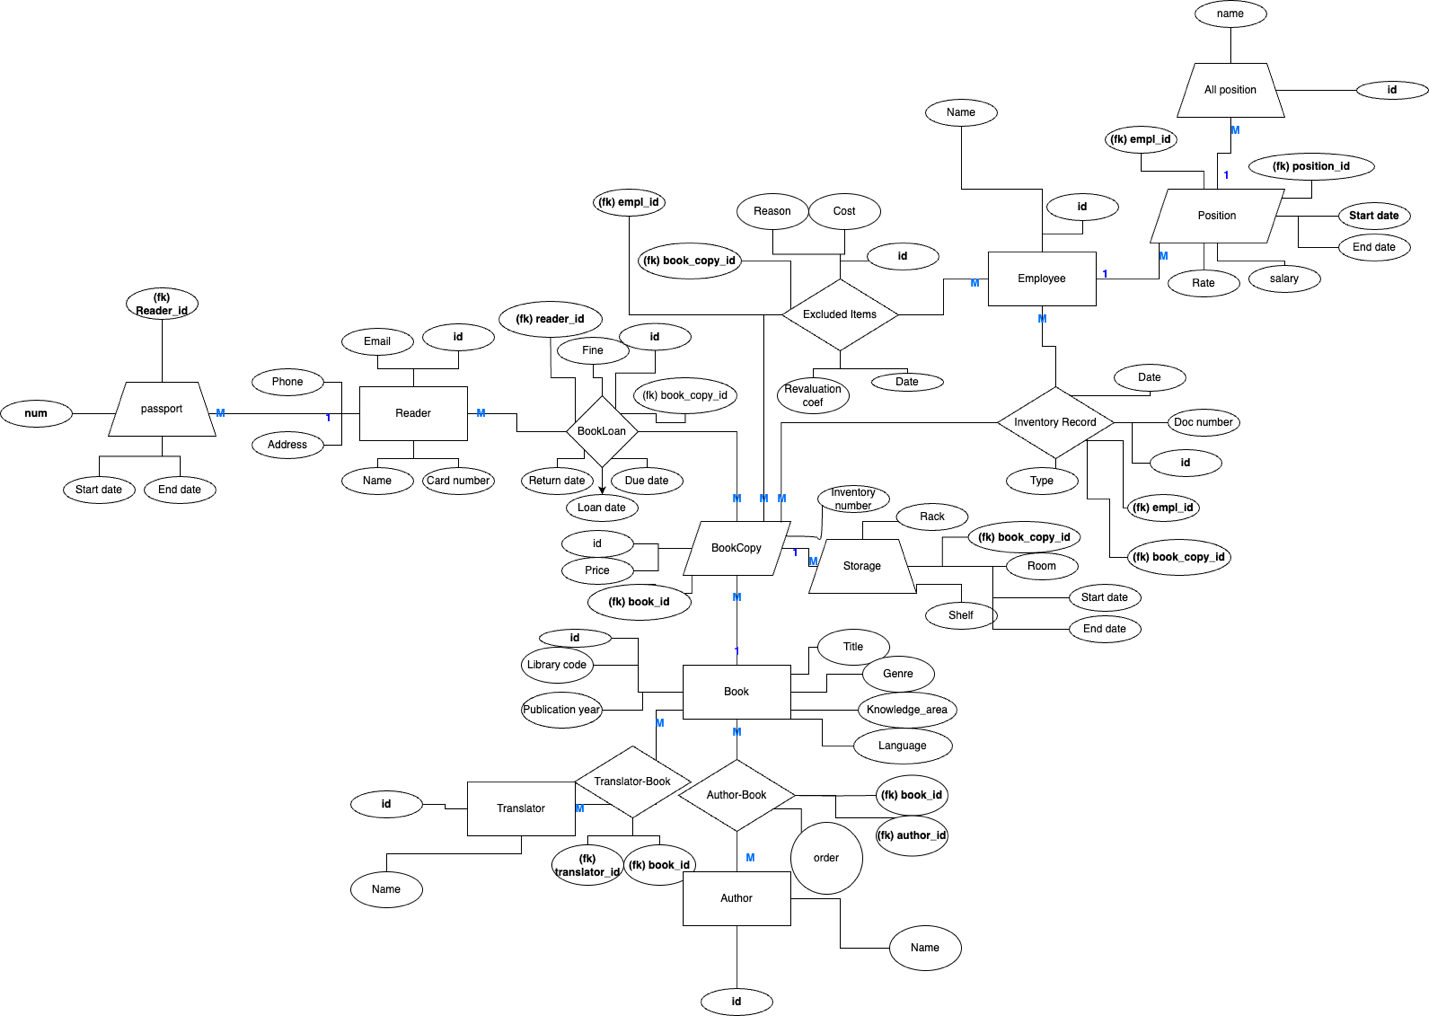 name
All position
id
M
Name
(fk) empl_id
(fk) position_id
1
Position
Start date
End date
Rate
salary
M
1
id
Employee
M
M
(fk) empl_id
Reason
Cost
(fk) book_copy_id
id
Excluded Items
Revaluation
coef
Date
(fk)
Reader_id
passport
num
Start date
End date
M
1
Email
id
Phone
Address
Reader
Name
Card number
M
(fk) reader_id
Fine
id
(fk) book_copy_id
BookLoan
Return date
Due date
Loan date
Date
Inventory Record
Doc number
id
Type
(fk) empl_id
(fk) book_copy_id
M
M
M
Inventory
number
id
Price
(fk) book_id
BookCopy
1
M
Storage
Rack
(fk) book_copy_id
Room
Start date
Shelf
End date
M
1
id
Library code
Publication year
Book
Title
Genre
Knowledge_area
Language
M
M
Translator-Book
Author-Book
(fk) book_id
(fk) author_id
order
id
Translator
M
Name
(fk)
translator_id
(fk) book_id
M
Author
Name
id